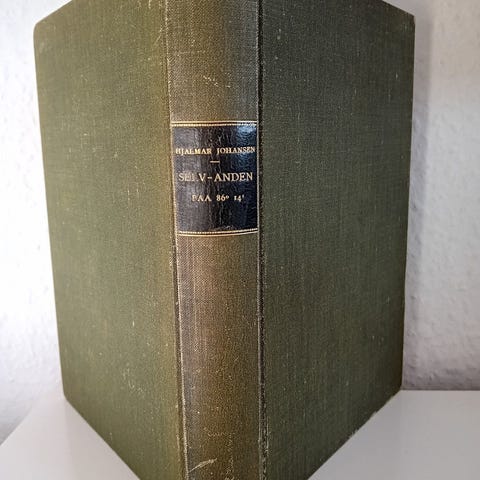 HJALMAR JOHANSEN
SELV-ANDEN
PAA 86° 14'